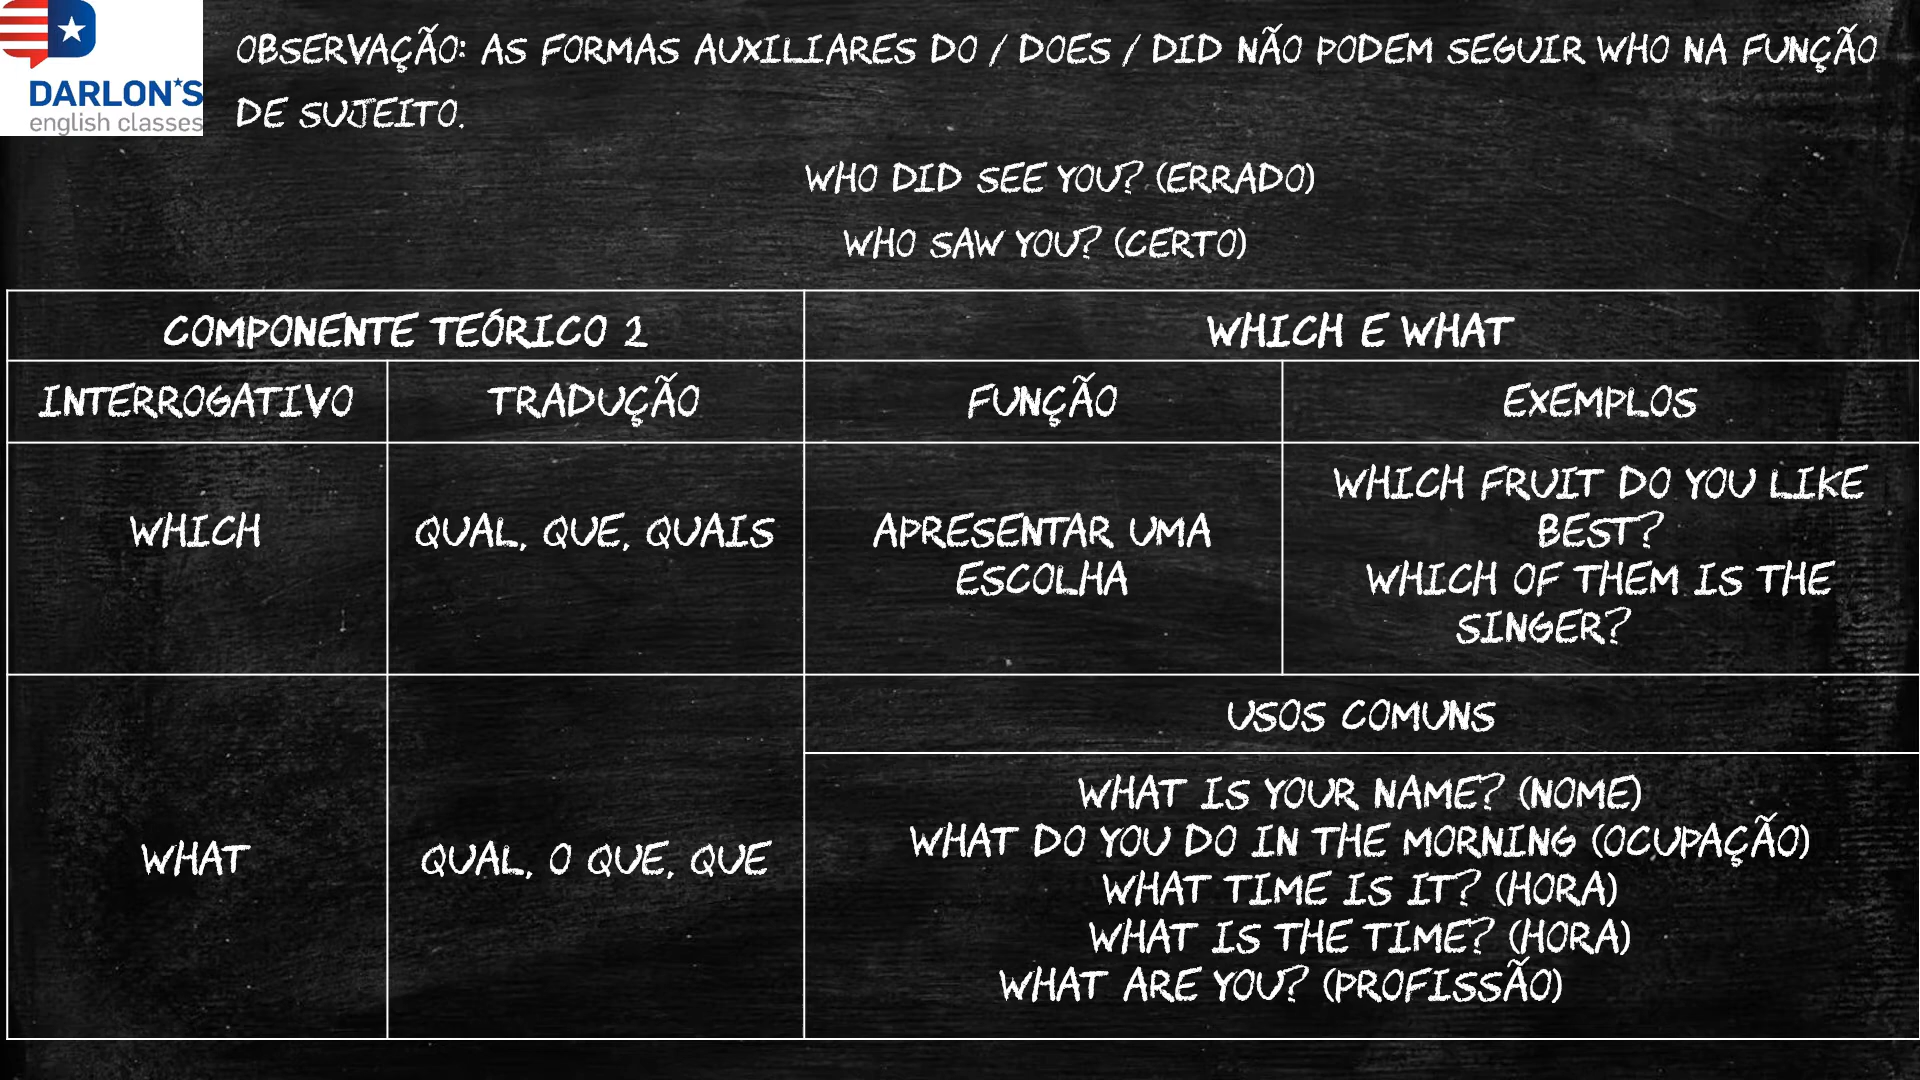 DARLON'S
english classes
OBSERVAÇÃO: AS FORMAS AUXILIARES DO / DOES / DID NÃO PODEM SEGUIR WHO NA FUNÇÃO
DE SUJEITO.
WHO DID SEE YOU? (ERRADO)
WHO SAW YOU? (CERTO)
COMPONENTE TEÓRICO 2
WHICH E WHAT
INTERROGATIVO
TRADUÇÃO
FUNÇÃO
EXEMPLOS
WHICH
QUAL, QUE, QUAIS
APRESENTAR UMA
ESCOLHA
WHICH FRUIT DO YOU LIKE
BEST?
WHICH OF THEM IS THE
SINGER?
WHAT
QUAL, O QUE, QUE
USOS COMUNS
WHAT IS YOUR NAME? (NOME)
WHAT DO YOU DO IN THE MORNING (OCUPAÇÃO)
WHAT TIME IS IT? (HORA)
WHAT IS THE TIME? (HORA)
WHAT ARE YOU? (PROFISSÃO)